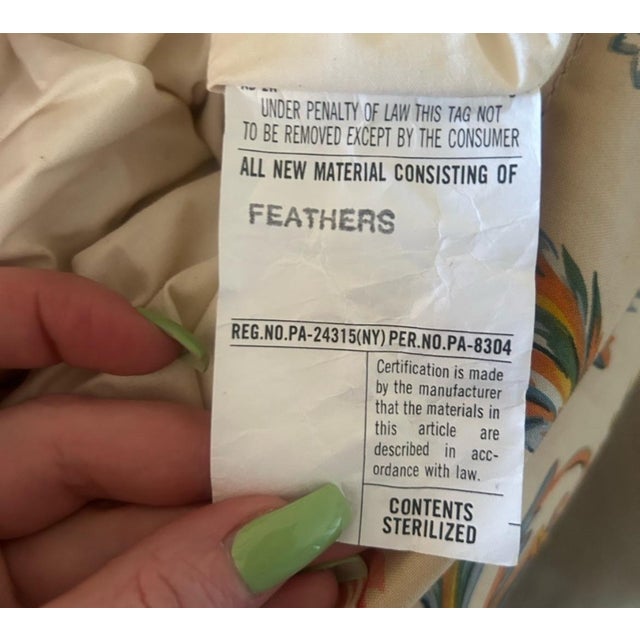 UNDER PENALTY OF LAW THIS TAG NOT
TO BE REMOVED EXCEPT BY THE CONSUMER
ALL NEW MATERIAL CONSISTING OF
FEATHERS
REG.NO.PA-24315(NY) PER.NO.PA-8304
Certification is made
by the manufacturer
that the materials in
this article are
described in acc-
ordance with law.
CONTENTS
STERILIZED